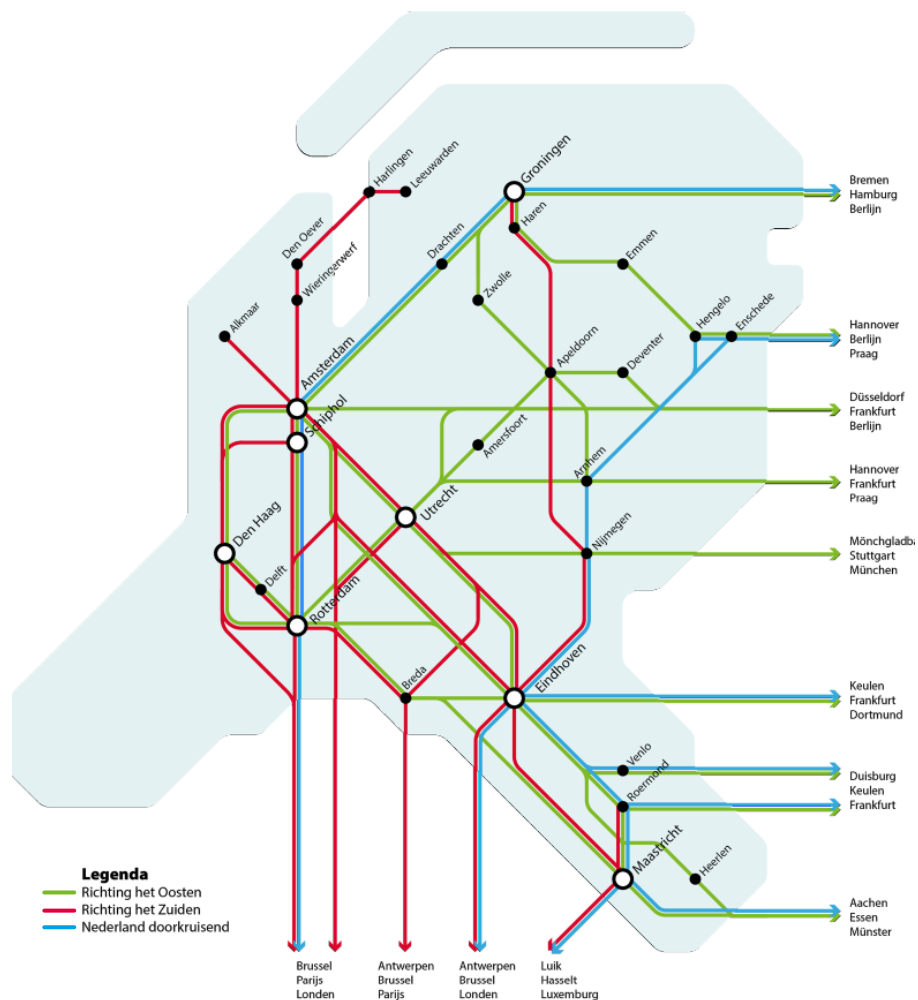 Groningen
Harlingen
Leeuwarden
Bremen
Hamburg
Berlijn
Haren
Den Oever
Drachten
Emmen
Wieringerwerf
Zwolle
Alkmaar
Hengelo
Enschede
Hannover
Berlijn
Praag
Amsterdam
Apeldoorn
Deventer
Düsseldorf
Frankfurt
Berlijn
Schiphol
Amersfoort
Arnhem
Hannover
Frankfurt
Praag
Utrecht
Den Haag
Nijmegen
Mönchgladba
Stuttgart
München
Delft
Rotterdam
Breda
Eindhoven
Keulen
Frankfurt
Dortmund
Venlo
Duisburg
Keulen
Frankfurt
Roermond
Maastricht
Heerlen
Aachen
Essen
Münster
Legenda
Richting het Oosten
Richting het Zuiden
Nederland doorkruisend
Brussel
Parijs
Londen
Antwerpen
Brussel
Parijs
Antwerpen
Brussel
Londen
Luik
Hasselt
Luxemburg